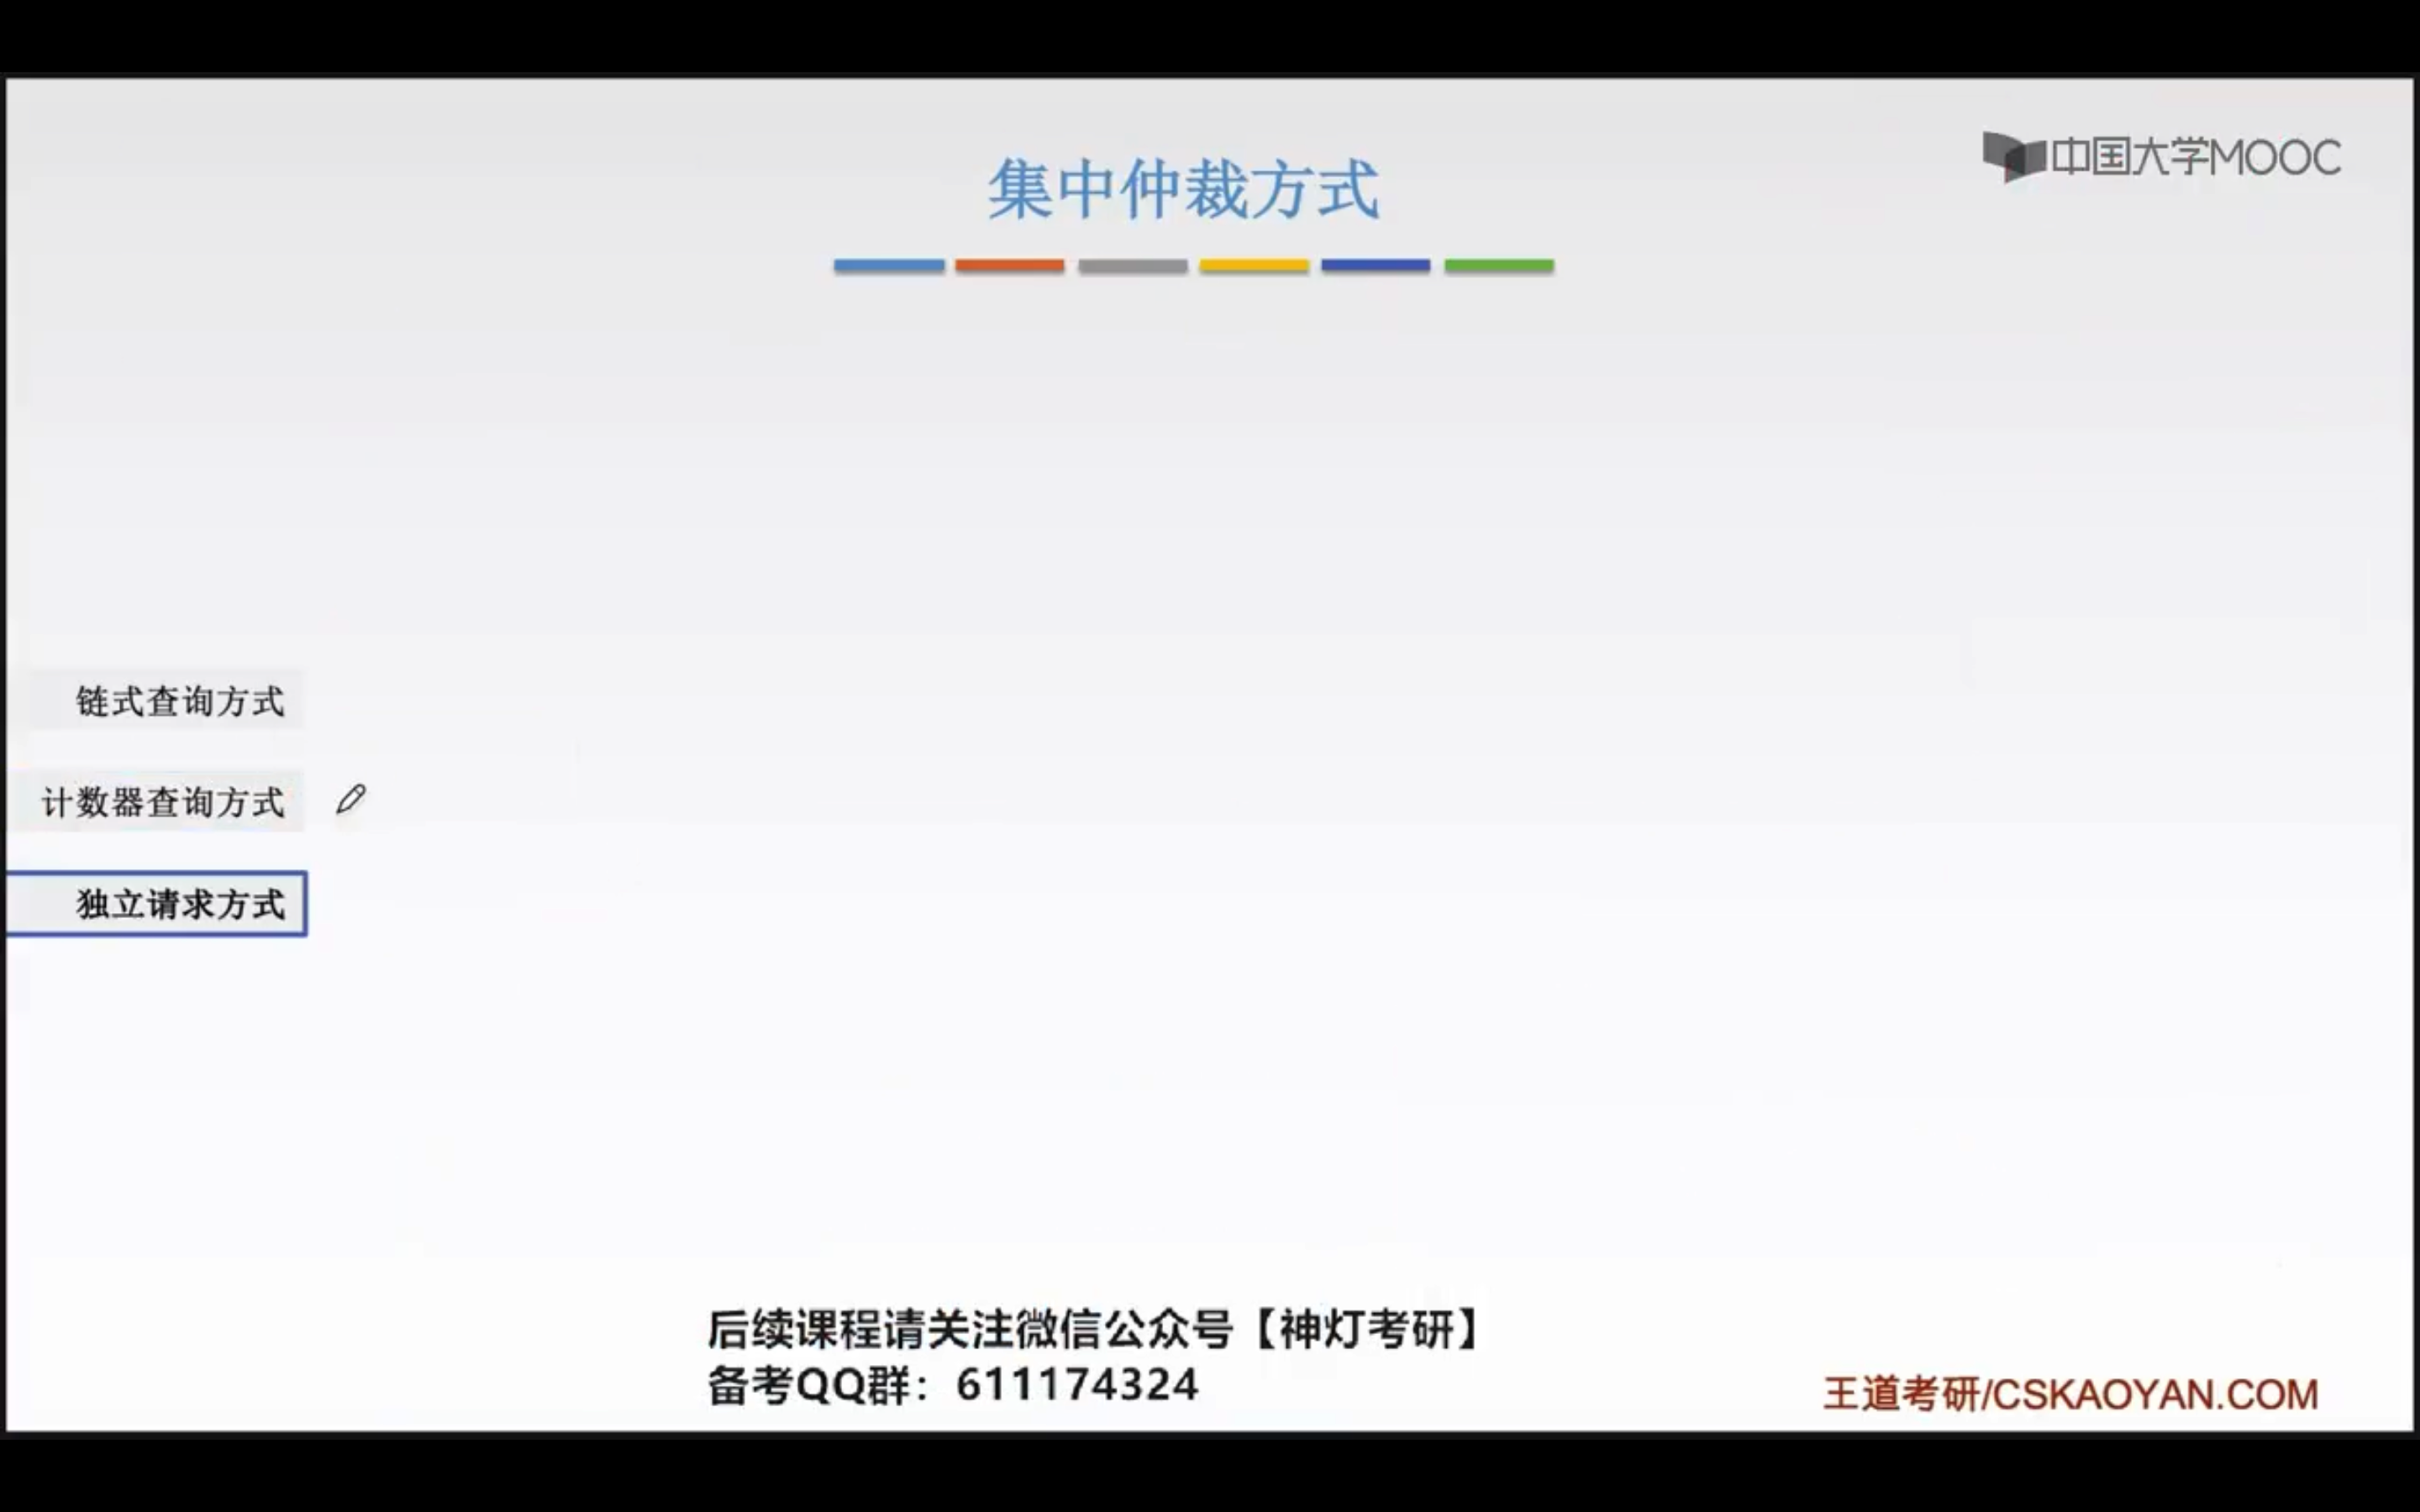 中国大学MOOC
集中仲裁方式
链式查询方式
计数器查询方式
独立请求方式
后续课程请关注微信公众号【神灯考研】
备考QQ群：611174324
王道考研/CSKAOYAN.COM